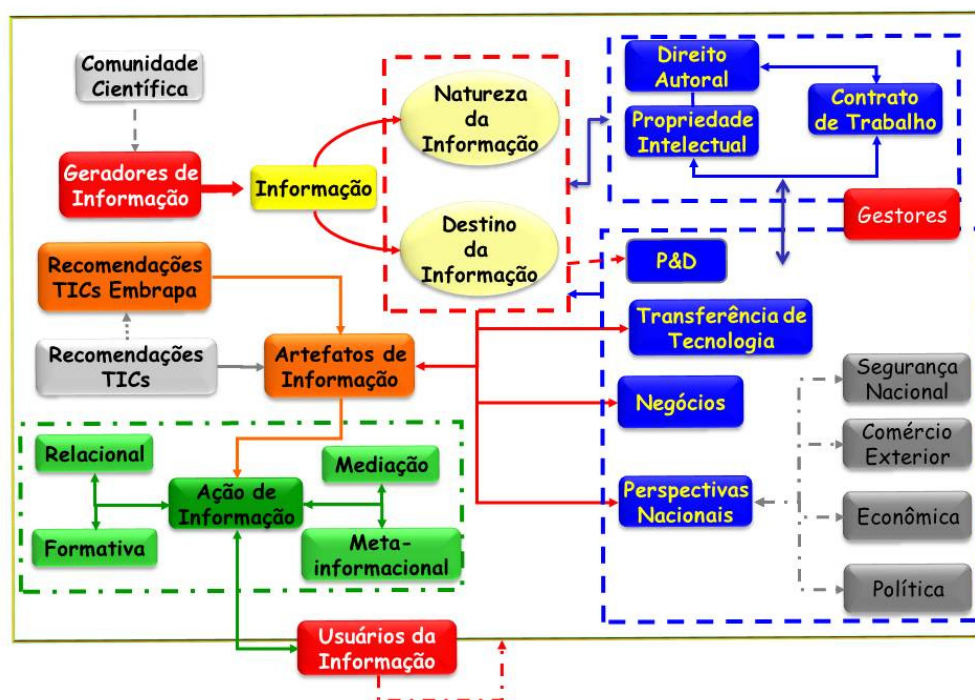 Comunidade
Científica
Geradores de
Informação
Informação
Natureza
da
Informação
Destino
da
Informação
Direito
Autoral
Propriedade
Intelectual
Contrato
de Trabalho
Gestores
P&D
Transferência de
Tecnologia
Negócios
Perspectivas
Nacionais
Segurança
Nacional
Comércio
Exterior
Econômica
Política
Recomendações
TICs Embrapa
Recomendações
TICs
Artefatos de
Informação
Relacional
Formativa
Ação de
Informação
Mediação
Meta-
informacional
Usuários da
Informação